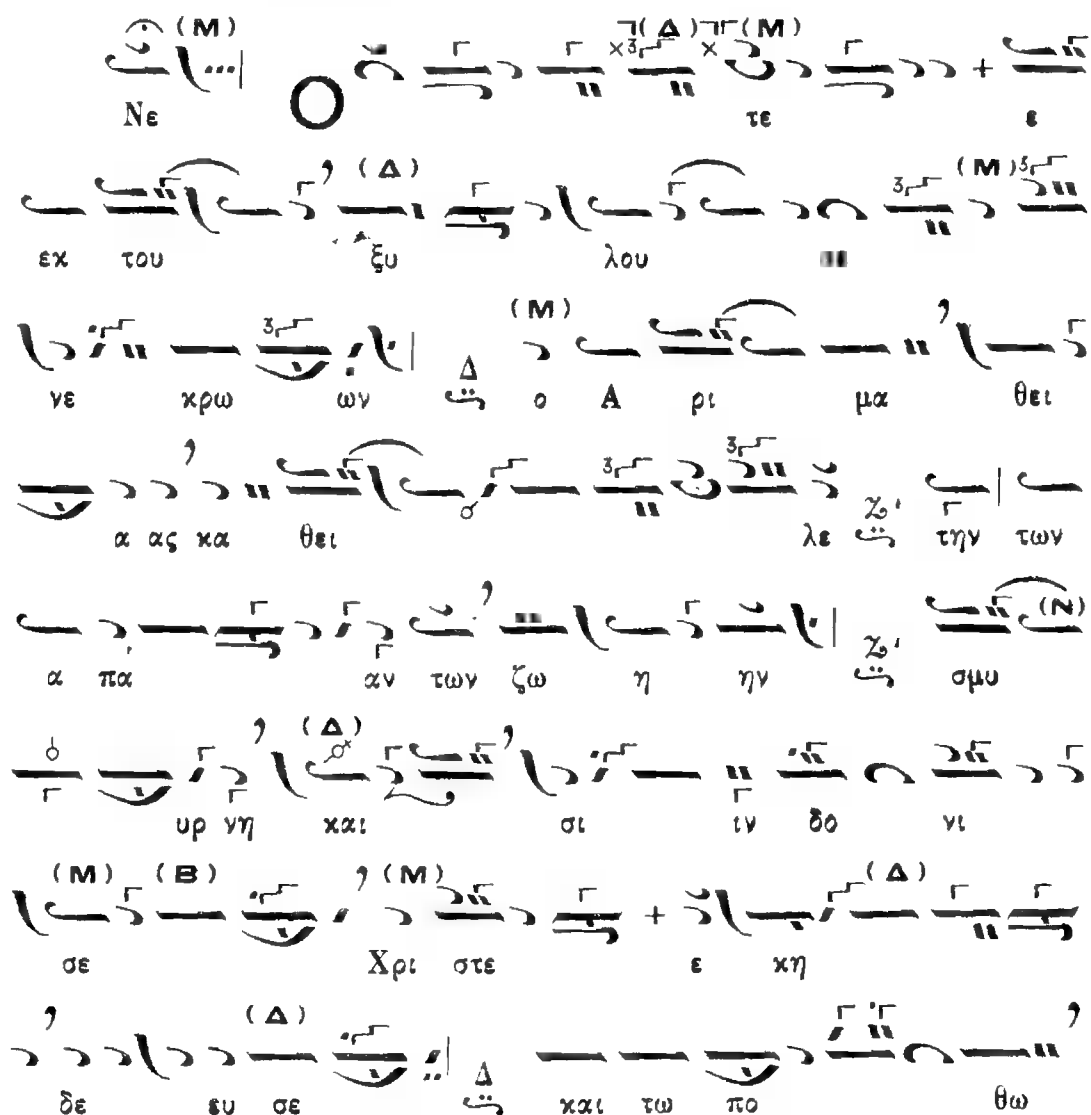 Νε Ο τε ε
εκ του ξυ λου
νε κρω ων ο Α ρι μα θει
α ας κα θει λε την των
α πα αν των ζω η ην σμυ
υρ νη και σι ιν δο νι
σε Χρι στε ε κη
δε ευ σε και τω πο θω